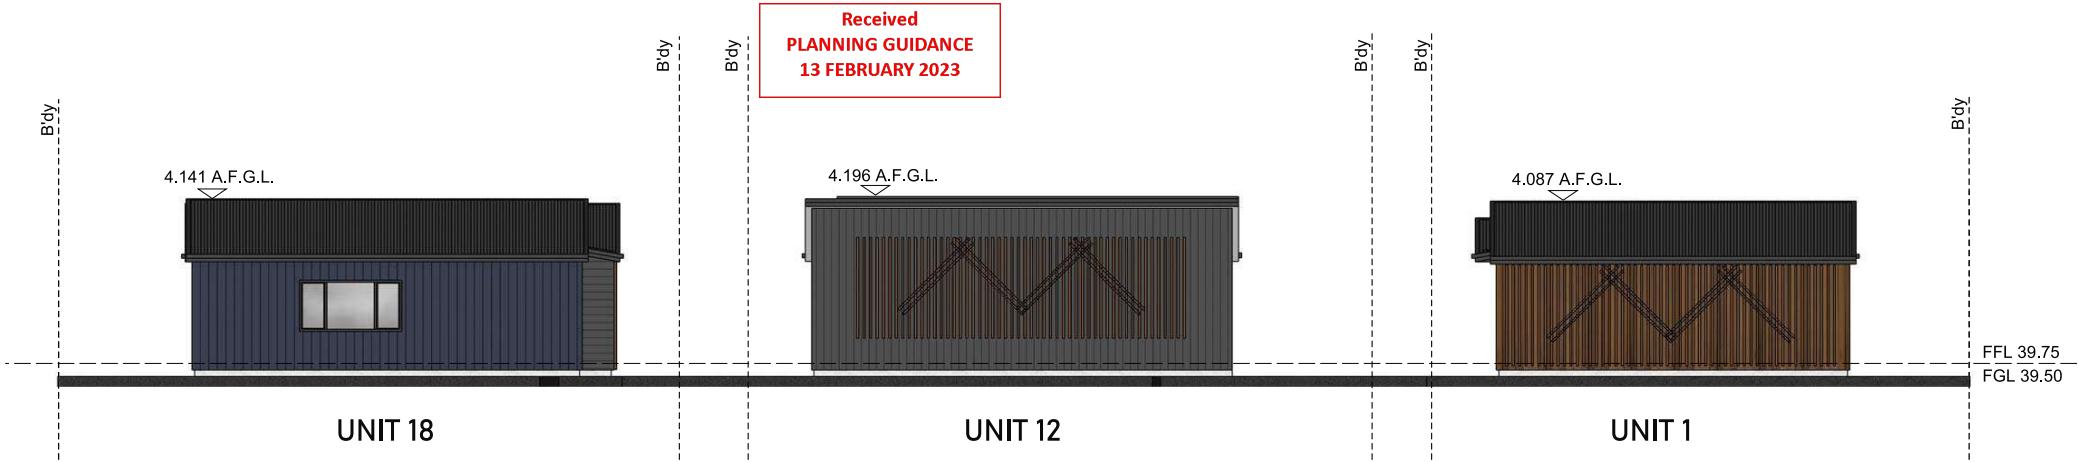 Received
PLANNING GUIDANCE
13 FEBRUARY 2023
B'dy
B'dy
B'dy
B'dy
B'dy
B'dy
4.141 A.F.G.L.
4.196 A.F.G.L.
4.087 A.F.G.L.
FFL 39.75
FGL 39.50
UNIT 18
UNIT 12
UNIT 1